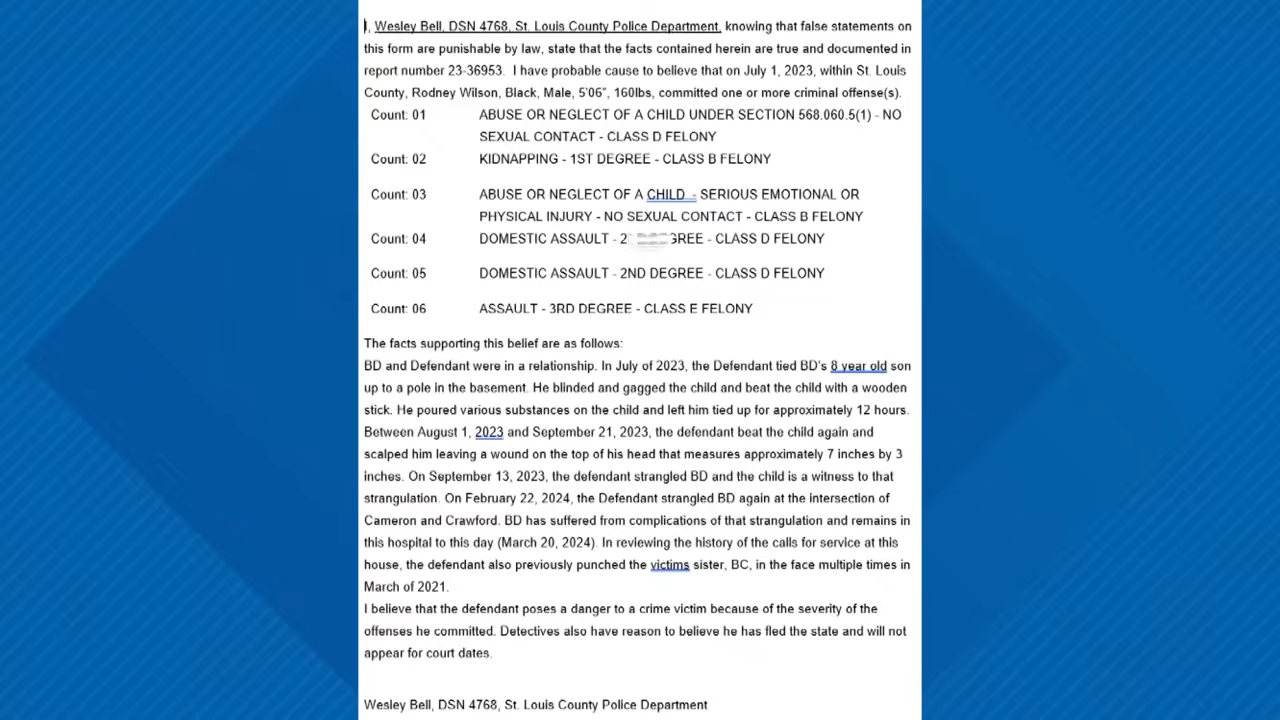 I, Wesley Bell, DSN 4768, St. Louis County Police Department, knowing that false statements on
this form are punishable by law, state that the facts contained herein are true and documented in
report number 23-36953. I have probable cause to believe that on July 1, 2023, within St. Louis
County, Rodney Wilson, Black, Male, 5'06", 160lbs, committed one or more criminal offense(s).
Count: 01 ABUSE OR NEGLECT OF A CHILD UNDER SECTION 568.060.5(1) - NO
SEXUAL CONTACT - CLASS D FELONY
Count: 02 KIDNAPPING - 1ST DEGREE - CLASS B FELONY
Count: 03 ABUSE OR NEGLECT OF A CHILD - SERIOUS EMOTIONAL OR
PHYSICAL INJURY - NO SEXUAL CONTACT - CLASS B FELONY
Count: 04 DOMESTIC ASSAULT - 2 GREE - CLASS D FELONY
Count: 05 DOMESTIC ASSAULT - 2ND DEGREE - CLASS D FELONY
Count: 06 ASSAULT - 3RD DEGREE - CLASS E FELONY
The facts supporting this belief are as follows:
BD and Defendant were in a relationship. In July of 2023, the Defendant tied BD's 8 year old son
up to a pole in the basement. He blinded and gagged the child and beat the child with a wooden
stick. He poured various substances on the child and left him tied up for approximately 12 hours.
Between August 1, 2023 and September 21, 2023, the defendant beat the child again and
scalped him leaving a wound on the top of his head that measures approximately 7 inches by 3
inches. On September 13, 2023, the defendant strangled BD and the child is a witness to that
strangulation. On February 22, 2024, the Defendant strangled BD again at the intersection of
Cameron and Crawford. BD has suffered from complications of that strangulation and remains in
this hospital to this day (March 20, 2024). In reviewing the history of the calls for service at this
house, the defendant also previously punched the victims sister, BC, in the face multiple times in
March of 2021.
I believe that the defendant poses a danger to a crime victim because of the severity of the
offenses he committed. Detectives also have reason to believe he has fled the state and will not
appear for court dates.
Wesley Bell, DSN 4768, St. Louis County Police Department